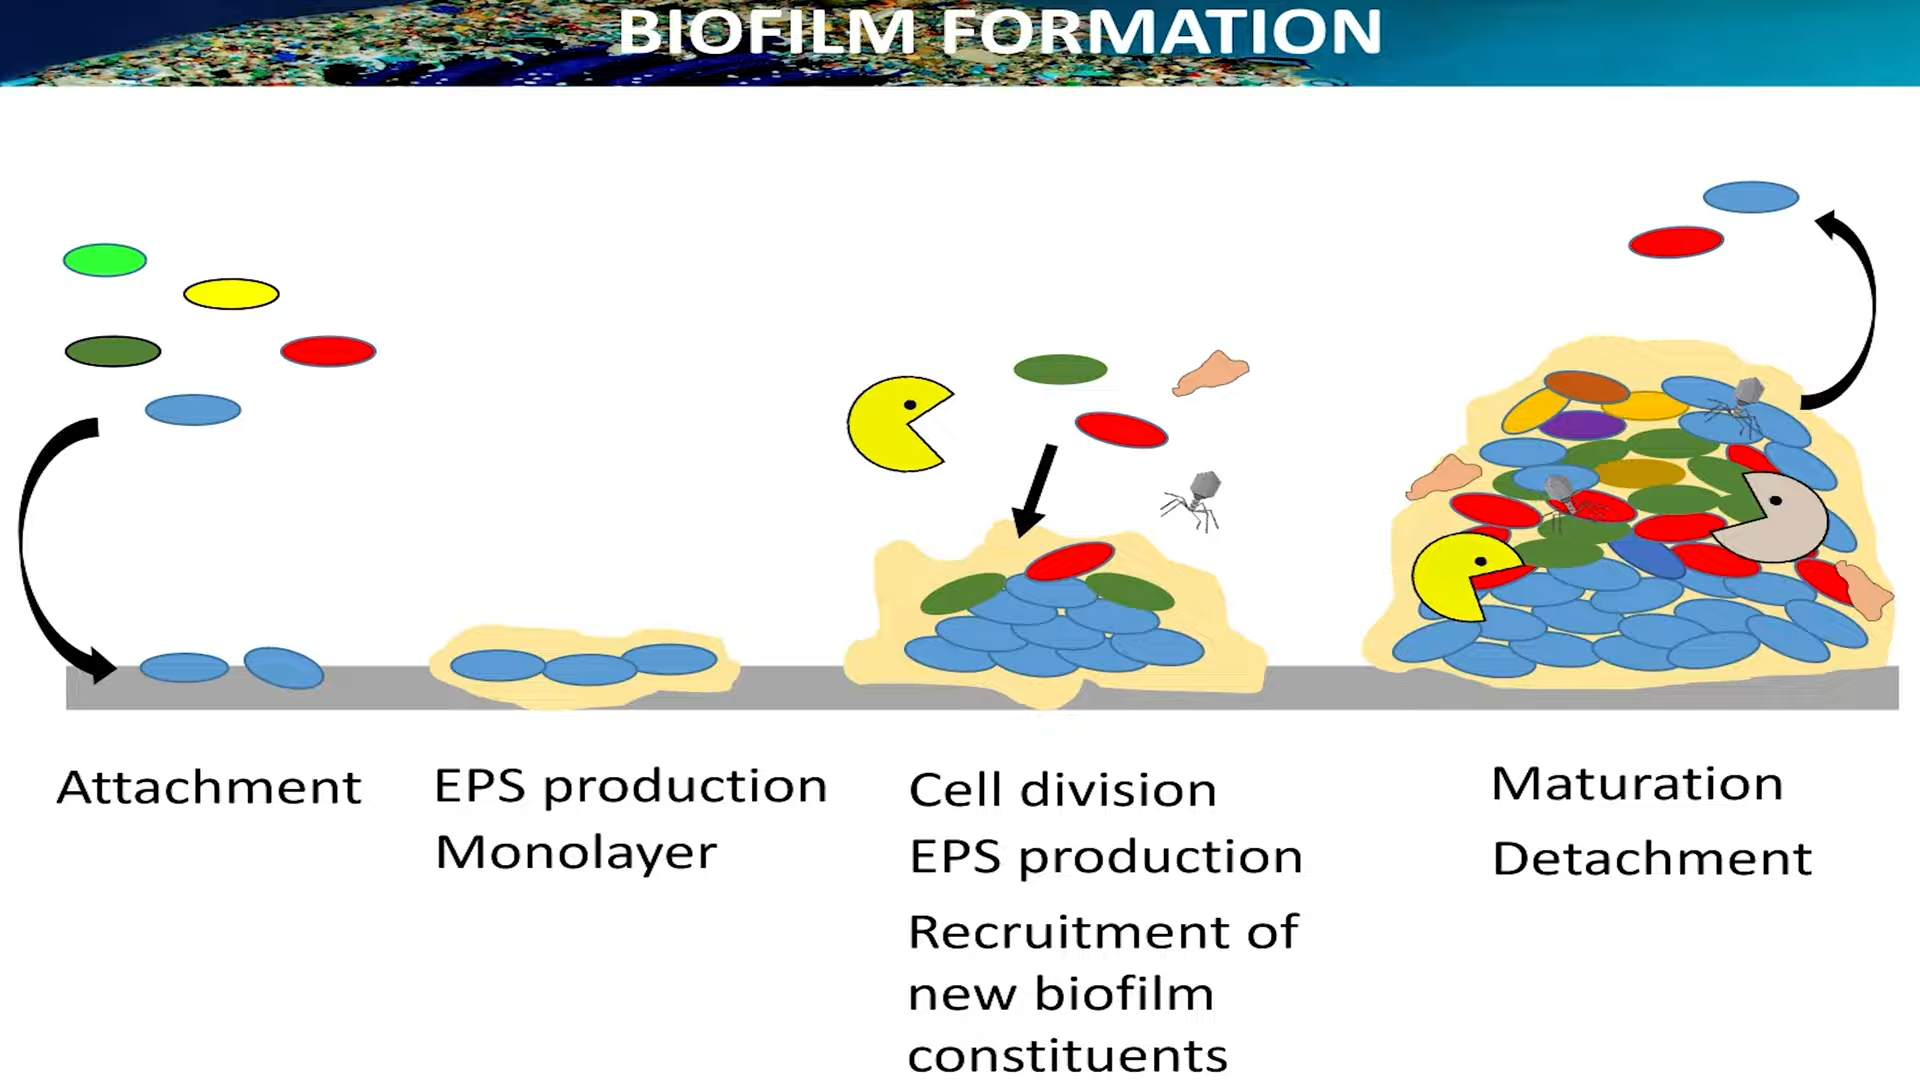 BIOFILM FORMATION
Attachment
EPS production
Monolayer
Cell division
EPS production
Recruitment of
new biofilm
constituents
Maturation
Detachment